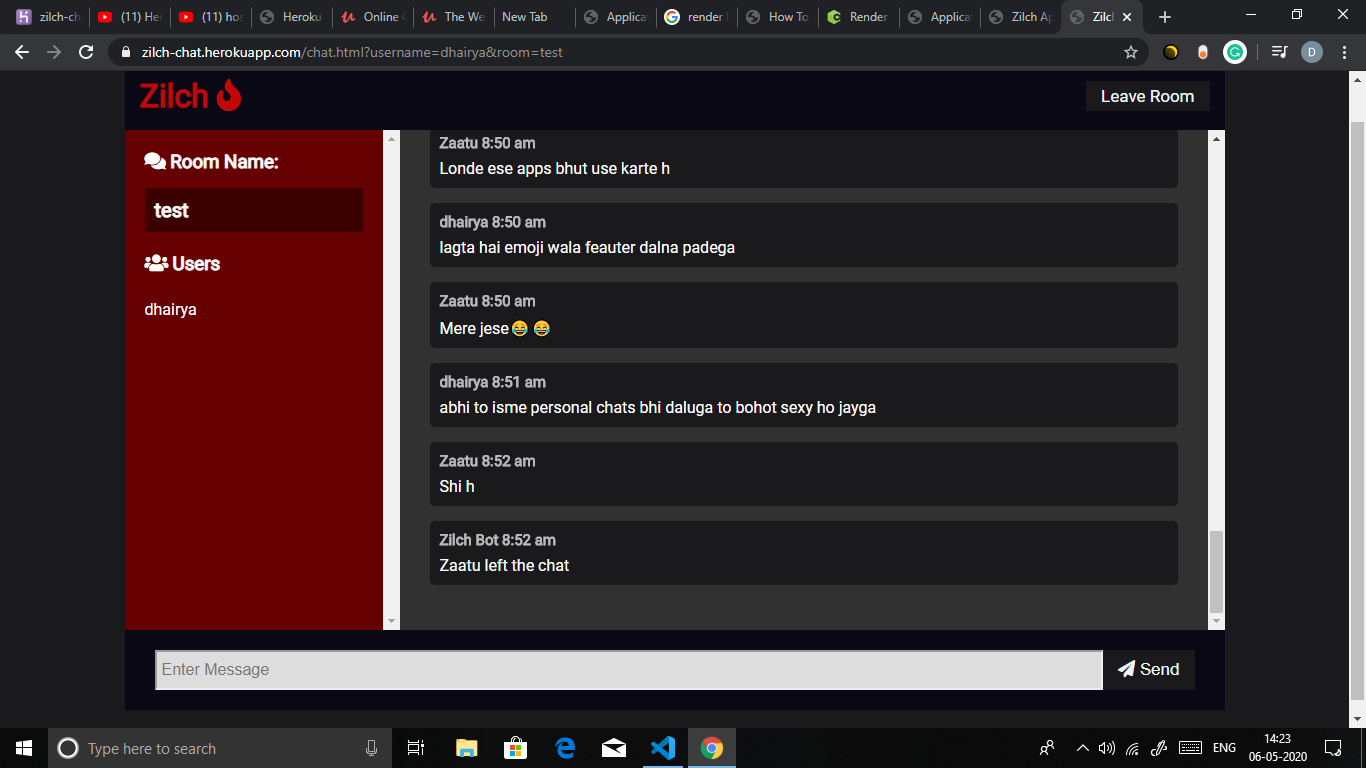 zilch-ch
(11) Her
(11) hos
Heroku
Online C
The We
New Tab
Applica
render
How To
Render
Applica
Zilch Ap
Zilc
zilch-chat.herokuapp.com/chat.html?username=dhairya&room=test
D
Zilch
Leave Room
Room Name:
test
Users
dhairya
Zaatu 8:50 am
Londe ese apps bhut use karte h
dhairya 8:50 am
lagta hai emoji wala feauter dalna padega
Zaatu 8:50 am
Mere jese😂 😂
dhairya 8:51 am
abhi to isme personal chats bhi daluga to bohot sexy ho jayga
Zaatu 8:52 am
Shi h
Zilch Bot 8:52 am
Zaatu left the chat
Enter Message
Send
Type here to search
ENG
14:23
06-05-2020